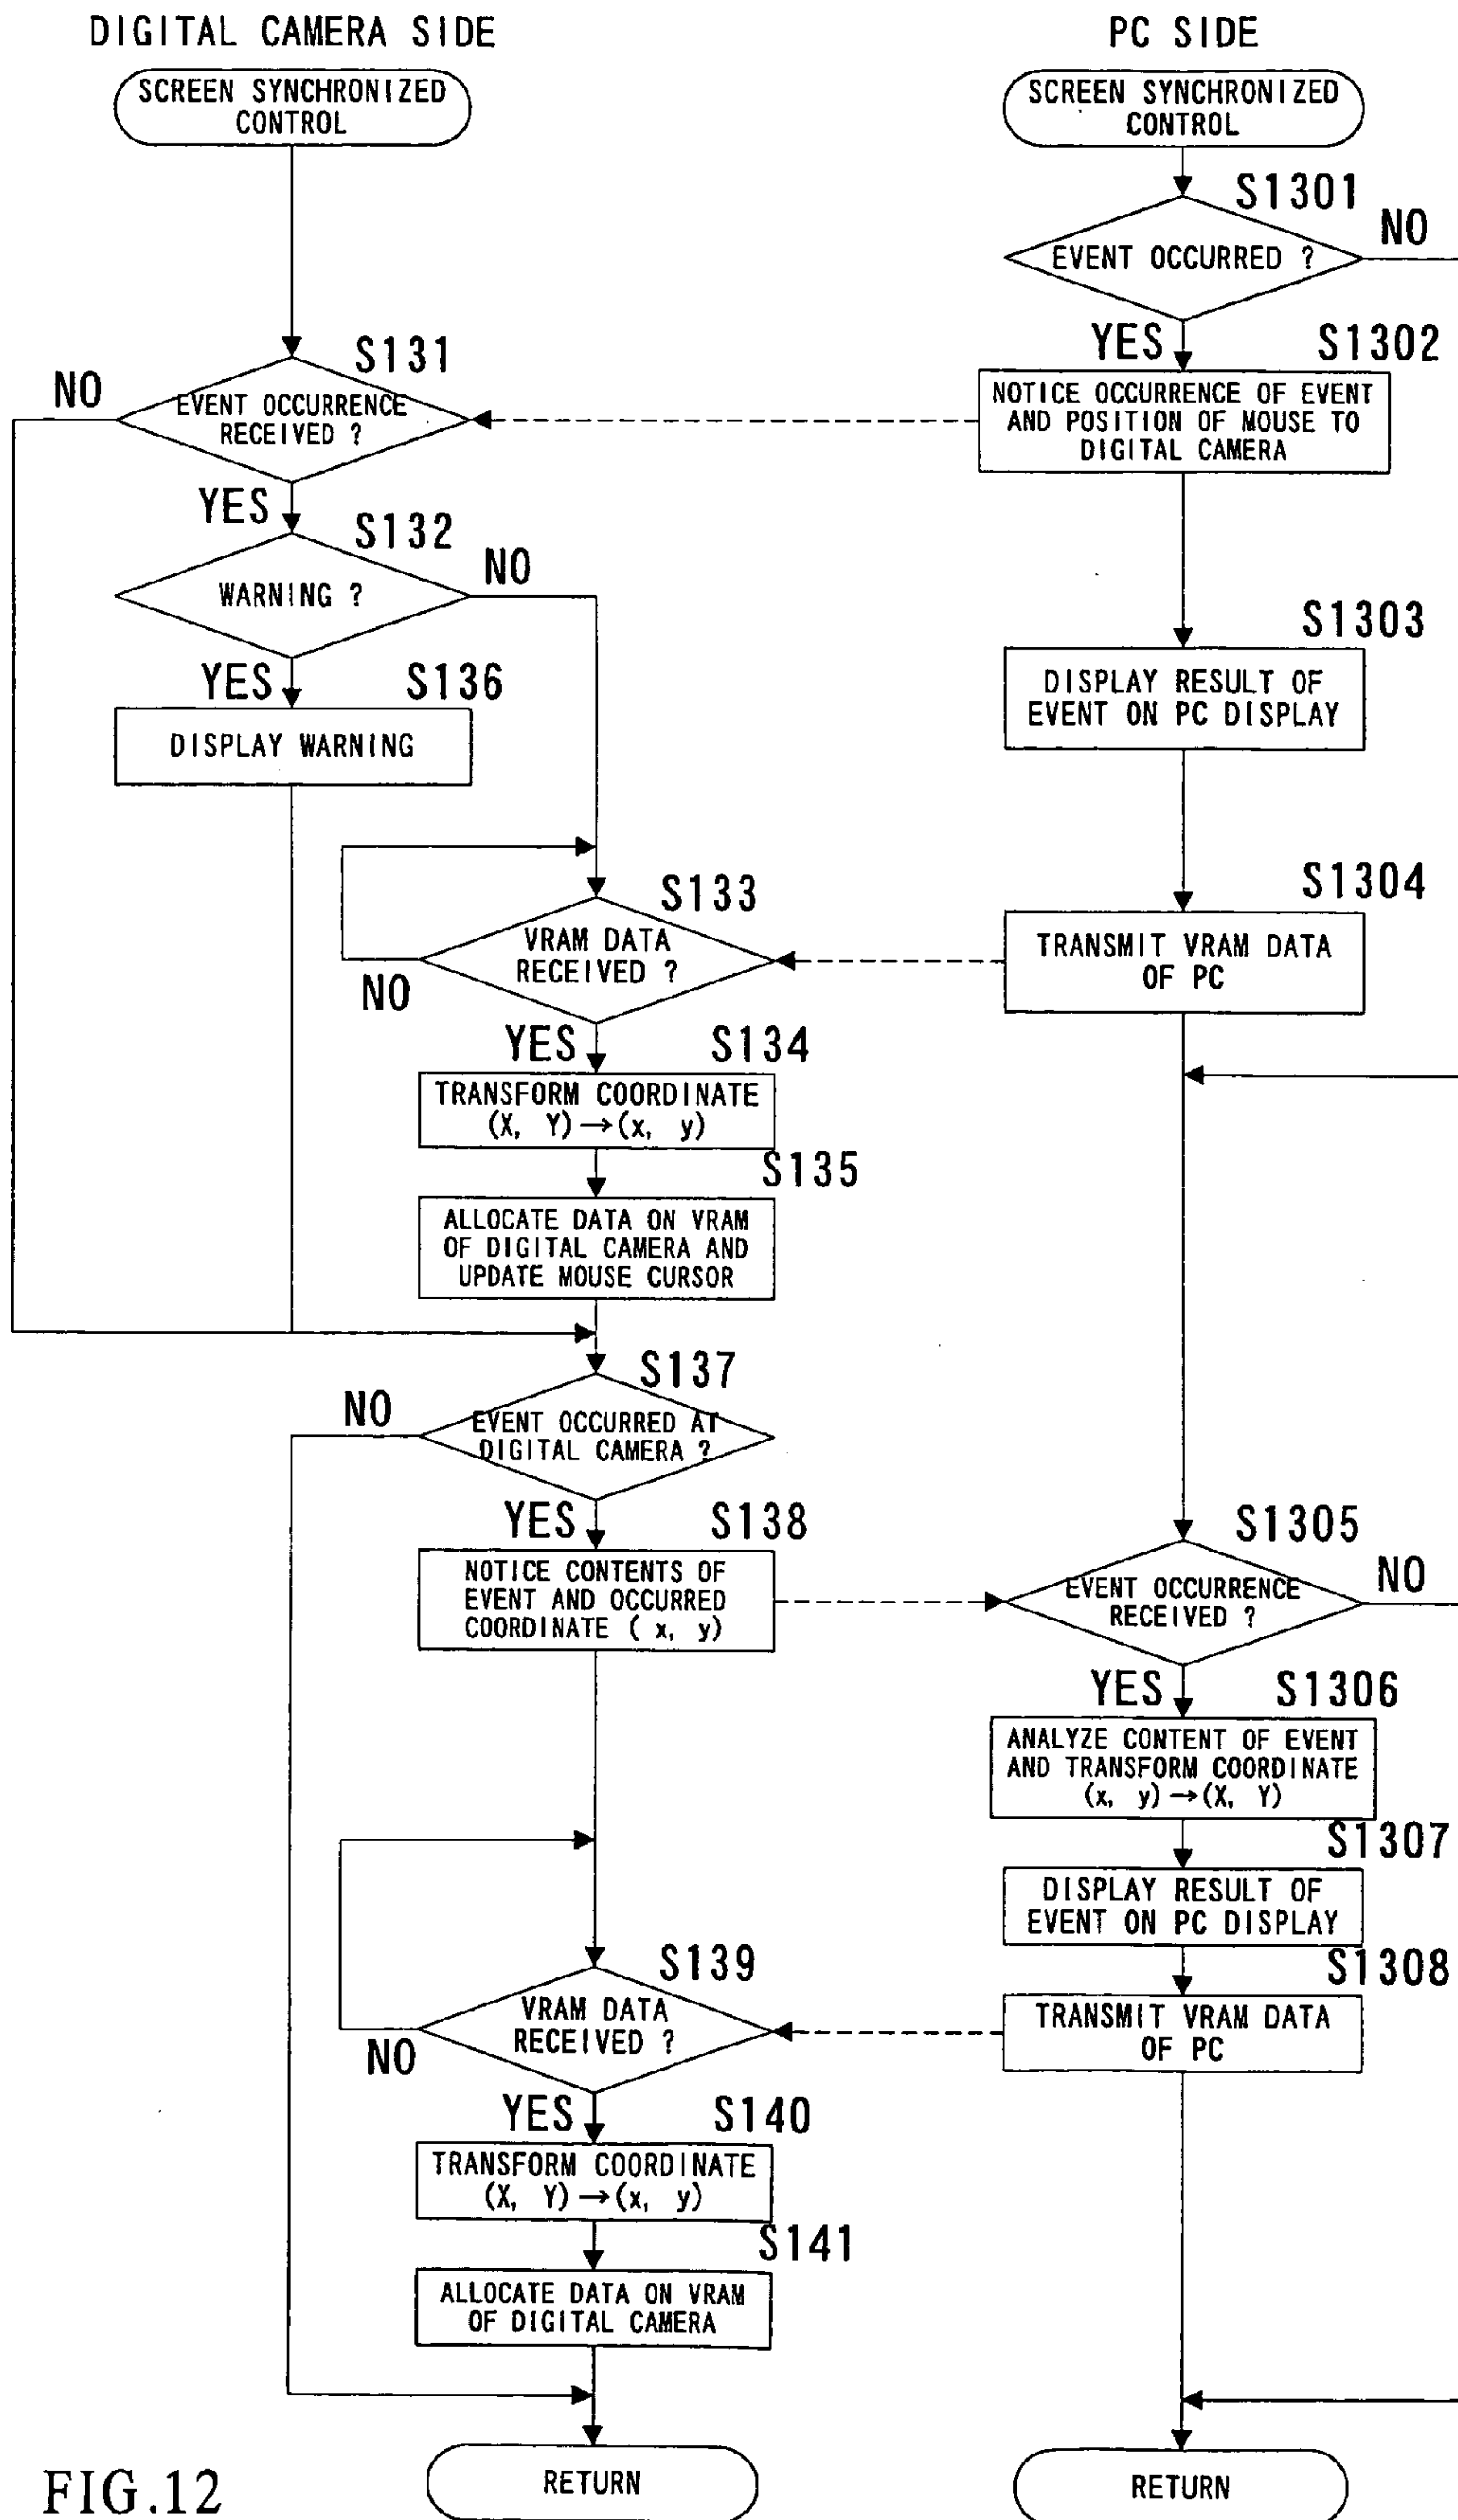 DIGITAL CAMERA SIDE
SCREEN SYNCHRONIZED
CONTROL
S131
EVENT OCCURRENCE
RECEIVED ?
NO
YES
S132
WARNING ?
NO
YES
S136
DISPLAY WARNING
S133
VRAM DATA
RECEIVED ?
NO
YES
S134
TRANSFORM COORDINATE
(X, Y)→(x, y)
S135
ALLOCATE DATA ON VRAM
OF DIGITAL CAMERA AND
UPDATE MOUSE CURSOR
S137
NO
EVENT OCCURRED AT
DIGITAL CAMERA ?
YES
S138
NOTICE CONTENTS OF
EVENT AND OCCURRED
COORDINATE ( x, y)
S139
VRAM DATA
RECEIVED ?
NO
YES
S140
TRANSFORM COORDINATE
(X, Y)→(x, y)
S141
ALLOCATE DATA ON VRAM
OF DIGITAL CAMERA
RETURN
PC SIDE
SCREEN SYNCHRONIZED
CONTROL
S1301
NO
EVENT OCCURRED ?
YES
S1302
NOTICE OCCURRENCE OF EVENT
AND POSITION OF MOUSE TO
DIGITAL CAMERA
S1303
DISPLAY RESULT OF
EVENT ON PC DISPLAY
S1304
TRANSMIT VRAM DATA
OF PC
S1305
NO
EVENT OCCURRENCE
RECEIVED ?
YES
S1306
ANALYZE CONTENT OF EVENT
AND TRANSFORM COORDINATE
(x, y)→(X, Y)
S1307
DISPLAY RESULT OF
EVENT ON PC DISPLAY
S1308
TRANSMIT VRAM DATA
OF PC
RETURN
FIG.12